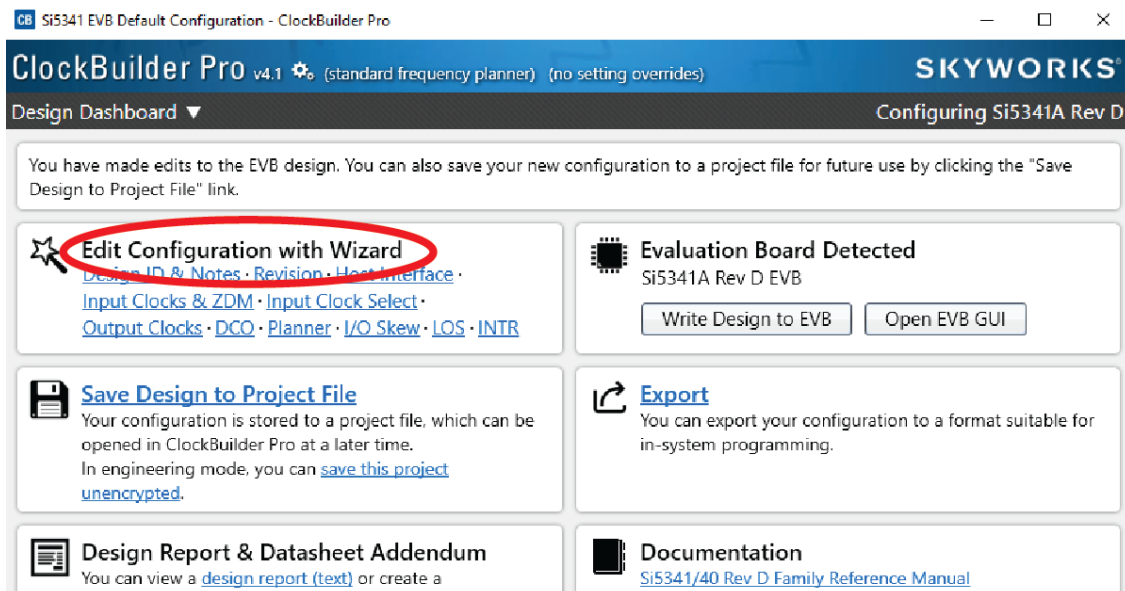 CB Si5341 EVB Default Configuration - ClockBuilder Pro
ClockBuilder Pro v4.1 (standard frequency planner) (no setting overrides) SKYWORKS®
Design Dashboard ▼ Configuring Si5341A Rev D
You have made edits to the EVB design. You can also save your new configuration to a project file for future use by clicking the "Save
Design to Project File" link.
Edit Configuration with Wizard
Design ID & Notes · Revision · Host Interface ·
Input Clocks & ZDM · Input Clock Select ·
Output Clocks · DCO · Planner · I/O Skew · LOS · INTR
Evaluation Board Detected
Si5341A Rev D EVB
Write Design to EVB Open EVB GUI
Save Design to Project File
Your configuration is stored to a project file, which can be
opened in ClockBuilder Pro at a later time.
In engineering mode, you can save this project
unencrypted.
Export
You can export your configuration to a format suitable for
in-system programming.
Design Report & Datasheet Addendum
You can view a design report (text) or create a
Documentation
Si5341/40 Rev D Family Reference Manual